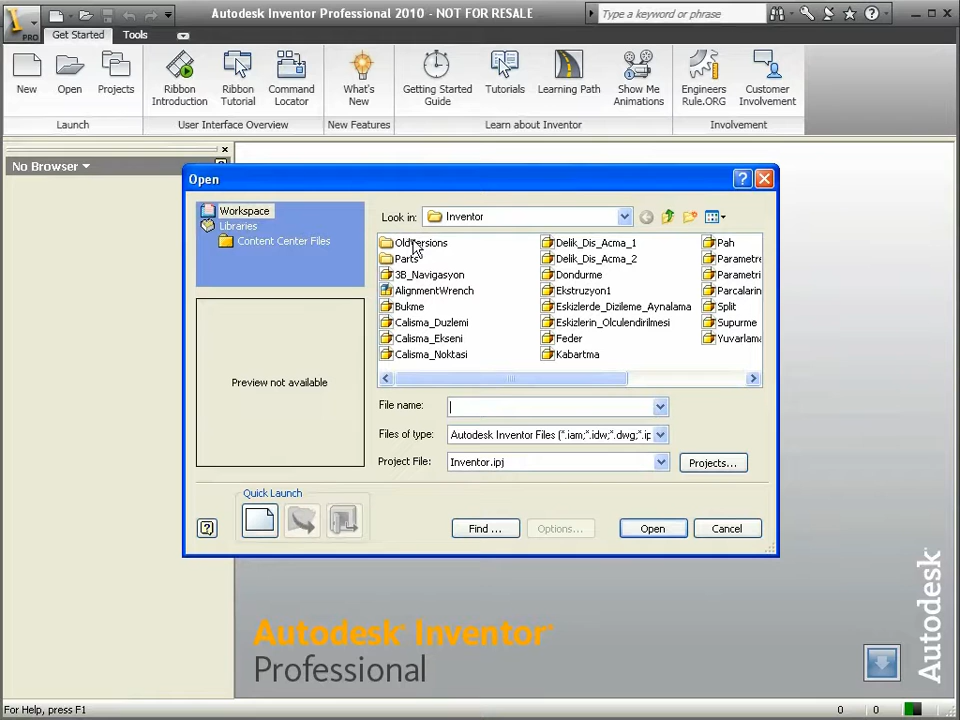 Autodesk Inventor Professional 2010 - NOT FOR RESALE
Type a keyword or phrase
PRO
Get Started
Tools
New
Open
Projects
Ribbon Introduction
Ribbon Tutorial
Command Locator
What's New
Getting Started Guide
Tutorials
Learning Path
Show Me Animations
Engineers Rule.ORG
Customer Involvement
Launch
User Interface Overview
New Features
Learn about Inventor
Involvement
No Browser
Open
Workspace
Libraries
Content Center Files
Look in:
Inventor
OldVersions
Parts
3B_Navigasyon
AlignmentWrench
Bukme
Calisma_Duzlemi
Calisma_Ekseni
Calisma_Noktasi
Delik_Dis_Acma_1
Delik_Dis_Acma_2
Dondurme
Ekstruzyon1
Eskizlerde_Dizileme_Aynalama
Eskizlerin_Olculendirilmesi
Feder
Kabartma
Pah
Parametre
Parametri
Parcalarin
Split
Supurme
Yuvarlama
Preview not available
File name:
Files of type:
Autodesk Inventor Files (*.iam;*.idw;*.dwg;*.ip
Project File:
Inventor.ipj
Projects...
Quick Launch
Find ...
Options...
Open
Cancel
Autodesk Inventor
Professional
Autodesk
For Help, press F1
0
0